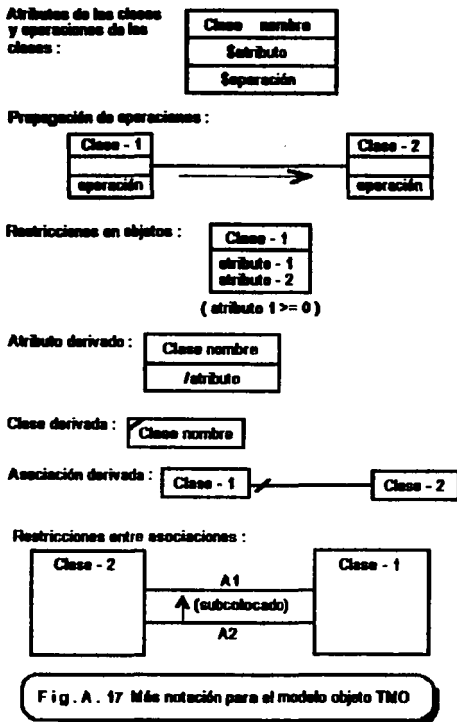 Atributos de las clases
y operaciones de las
clases :
Clase nombre
$atributo
$operación
Propagación de operaciones :
Clase - 1
operación
Clase - 2
operación
Restricciones en objetos :
Clase - 1
atributo - 1
atributo - 2
( atributo 1 >= 0 )
Atributo derivado :
Clase nombre
/atributo
Clase derivada :
Clase nombre
Asociación derivada :
Clase - 1
Clase - 2
Restricciones entre asociaciones :
Clase - 2
A1
(subcolocado)
A2
Clase - 1
Fig. A . 17 Más notación para el modelo objeto TMO